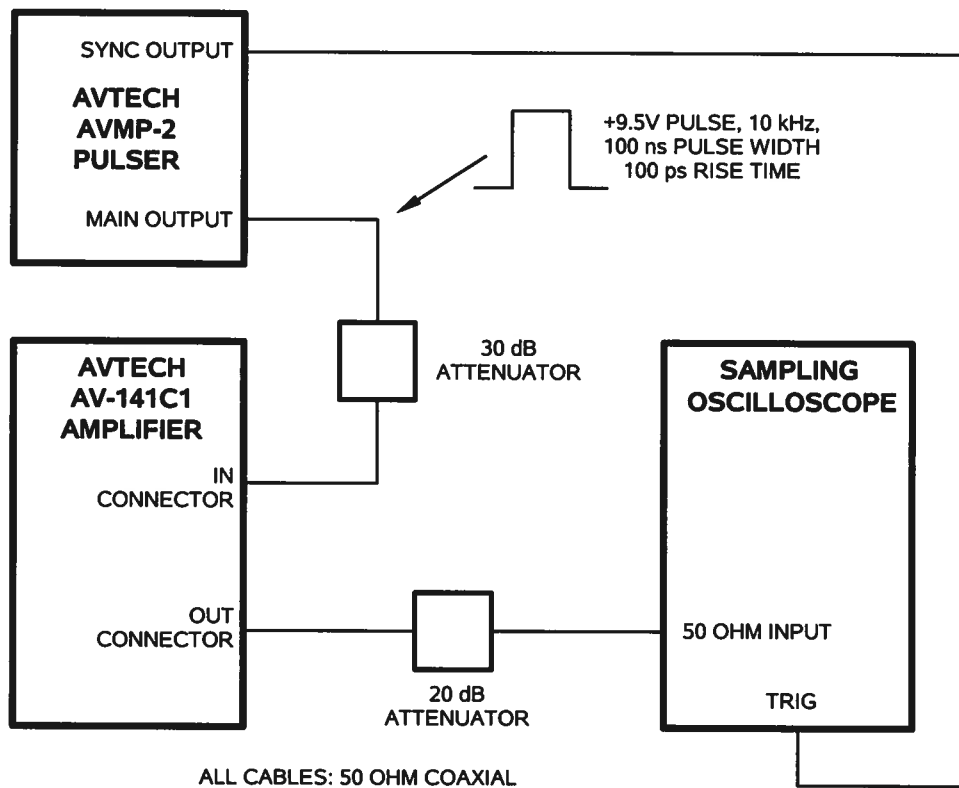 SYNC OUTPUT
AVTECH
AVMP-2
PULSER
MAIN OUTPUT
+9.5V PULSE, 10 kHz,
100 ns PULSE WIDTH
100 ps RISE TIME
30 dB
ATTENUATOR
AVTECH
AV-141C1
AMPLIFIER
IN
CONNECTOR
OUT
CONNECTOR
20 dB
ATTENUATOR
SAMPLING
OSCILLOSCOPE
50 OHM INPUT
TRIG
ALL CABLES: 50 OHM COAXIAL